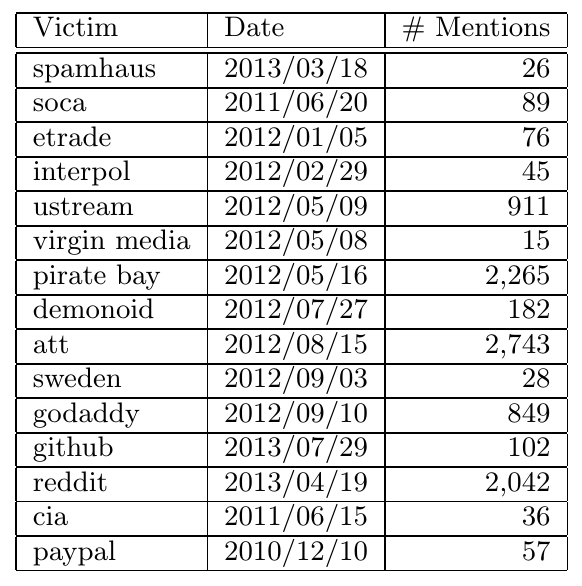 Victim Date # Mentions
spamhaus 2013/03/18 26
soca 2011/06/20 89
etrade 2012/01/05 76
interpol 2012/02/29 45
ustream 2012/05/09 911
virgin media 2012/05/08 15
pirate bay 2012/05/16 2,265
demonoid 2012/07/27 182
att 2012/08/15 2,743
sweden 2012/09/03 28
godaddy 2012/09/10 849
github 2013/07/29 102
reddit 2013/04/19 2,042
cia 2011/06/15 36
paypal 2010/12/10 57